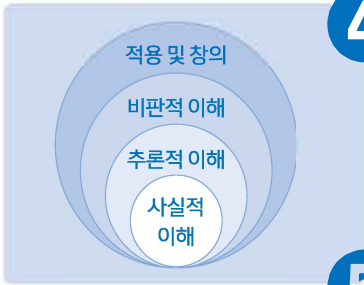 4
적용 및 창의
비판적 이해
추론적 이해
사실적
이해